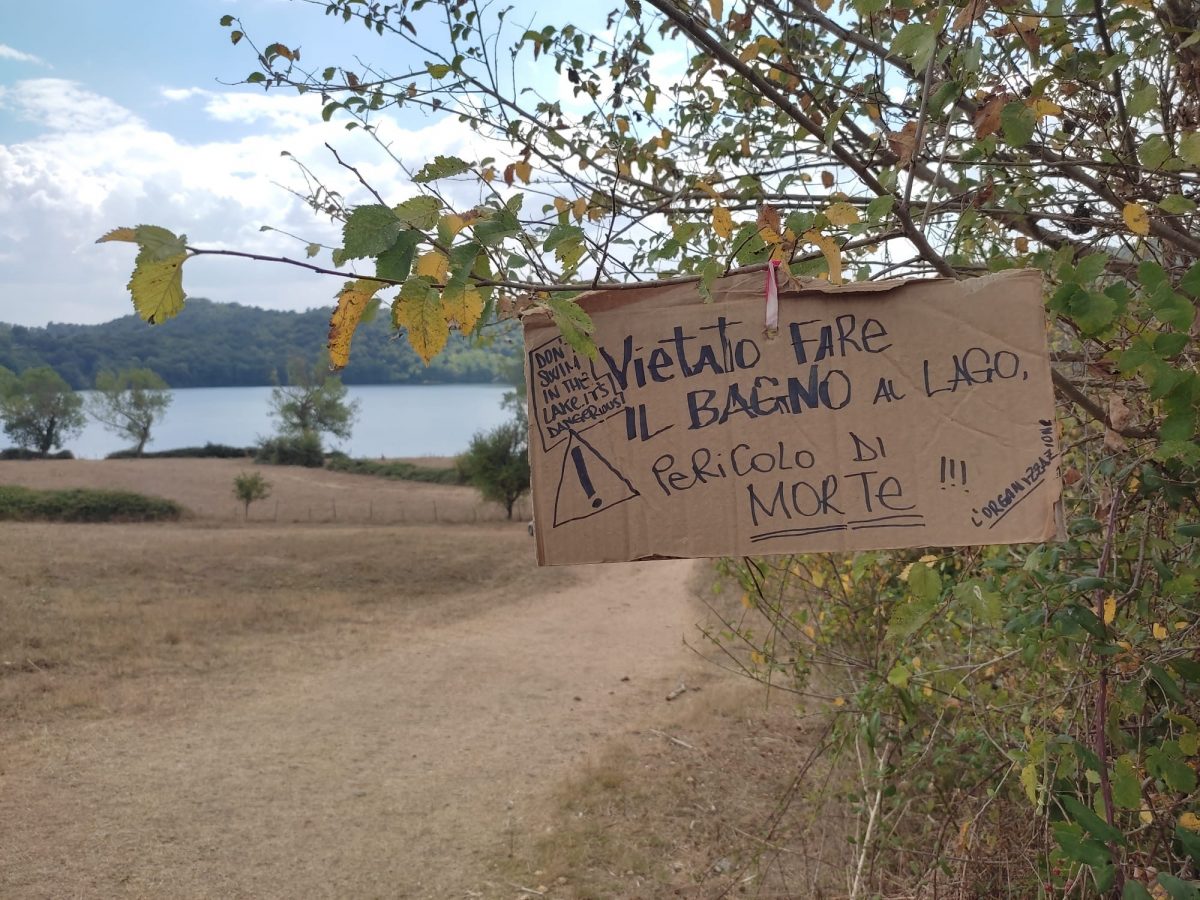 DON'T
SWIM
IN THE
LAKE. IT'S
DANGEROUS!
VIETATO FARE
IL BAGNO AL LAGO,
PERICOLO DI
MORTE !!!
L'ORGANIZZAZIONE
!